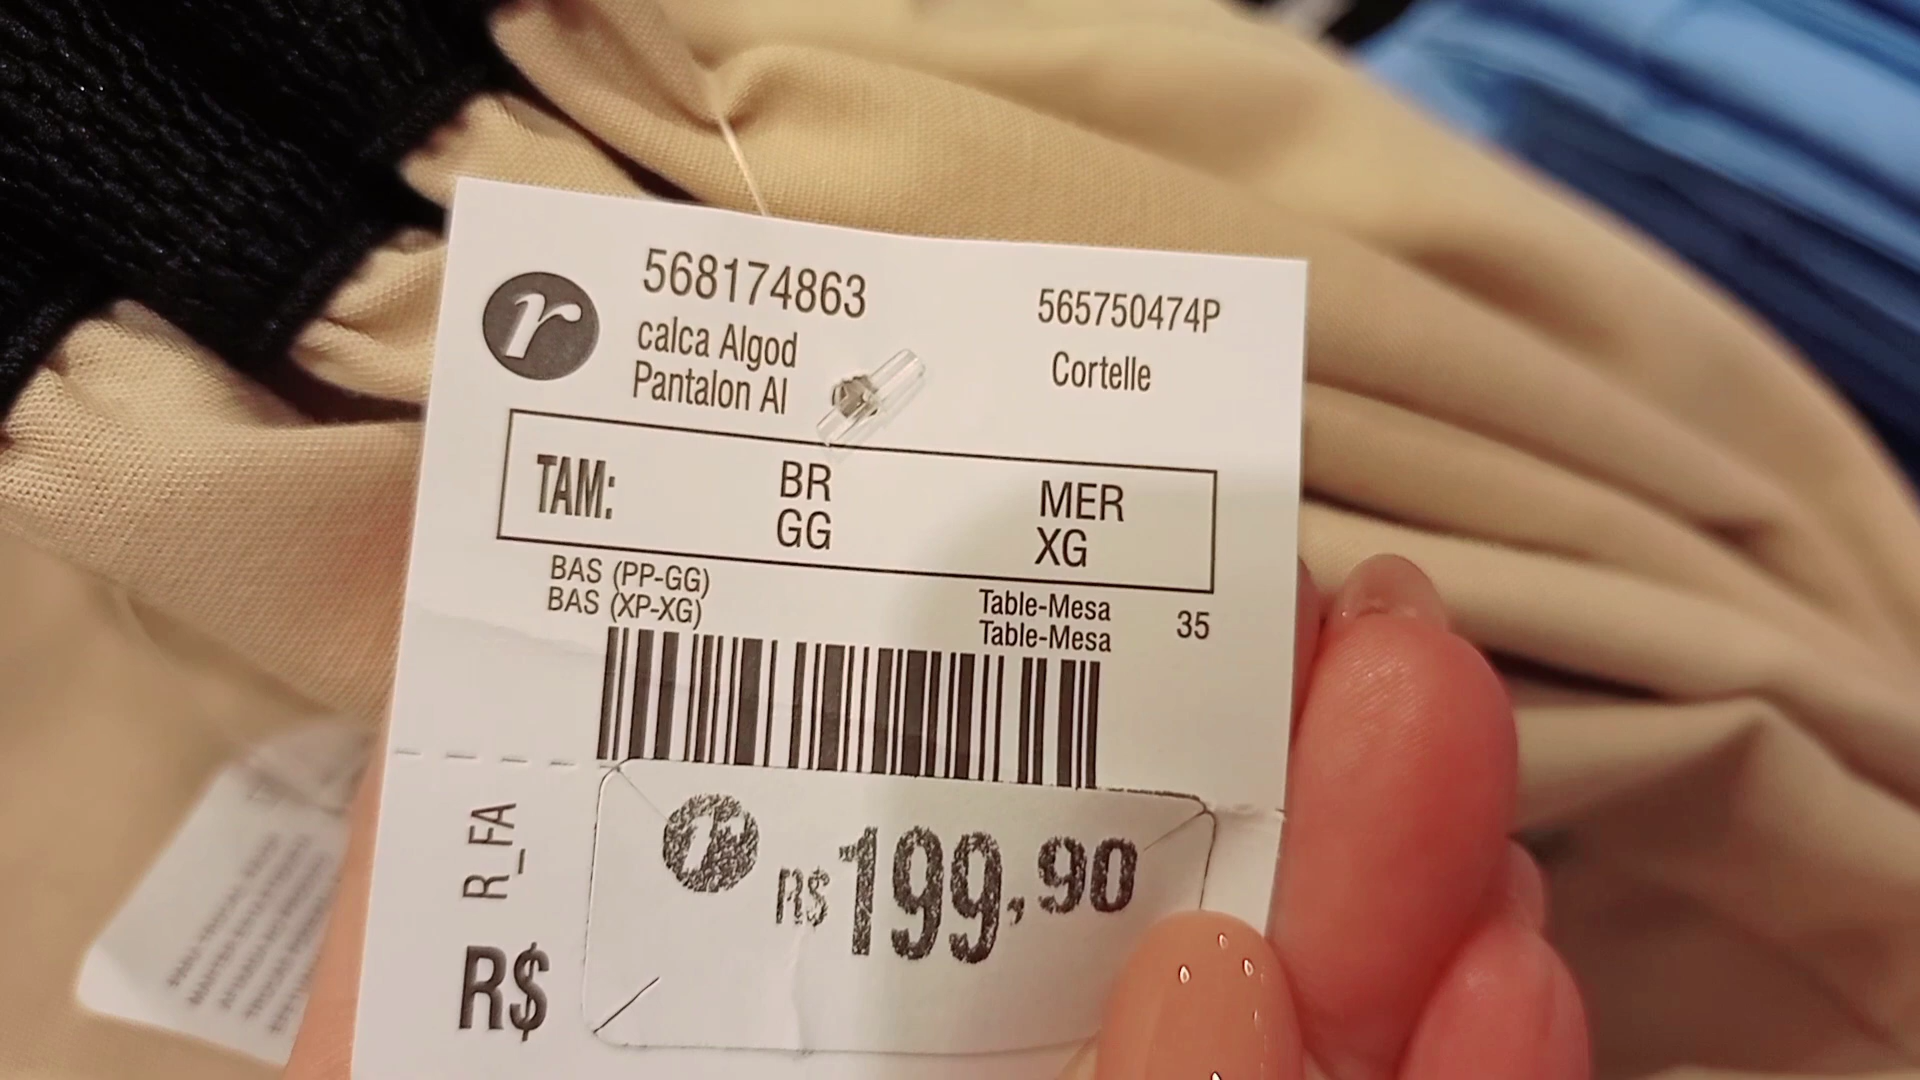 r
568174863
565750474P
calca Algod
Pantalon Al
Cortelle
TAM:
BR
MER
GG
XG
BAS (PP-GG)
BAS (XP-XG)
Table-Mesa
Table-Mesa
35
R_FA
r R$199,90
R$